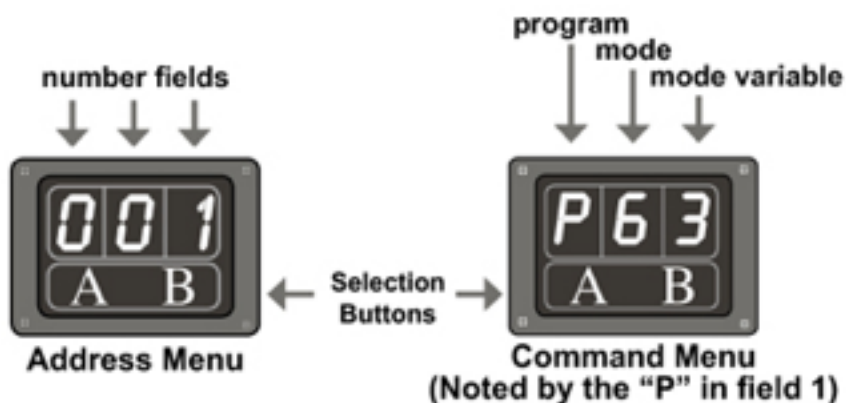 number fields
001
A B
Address Menu
Selection
Buttons
program
mode
mode variable
P63
A B
Command Menu
(Noted by the “P” in field 1)